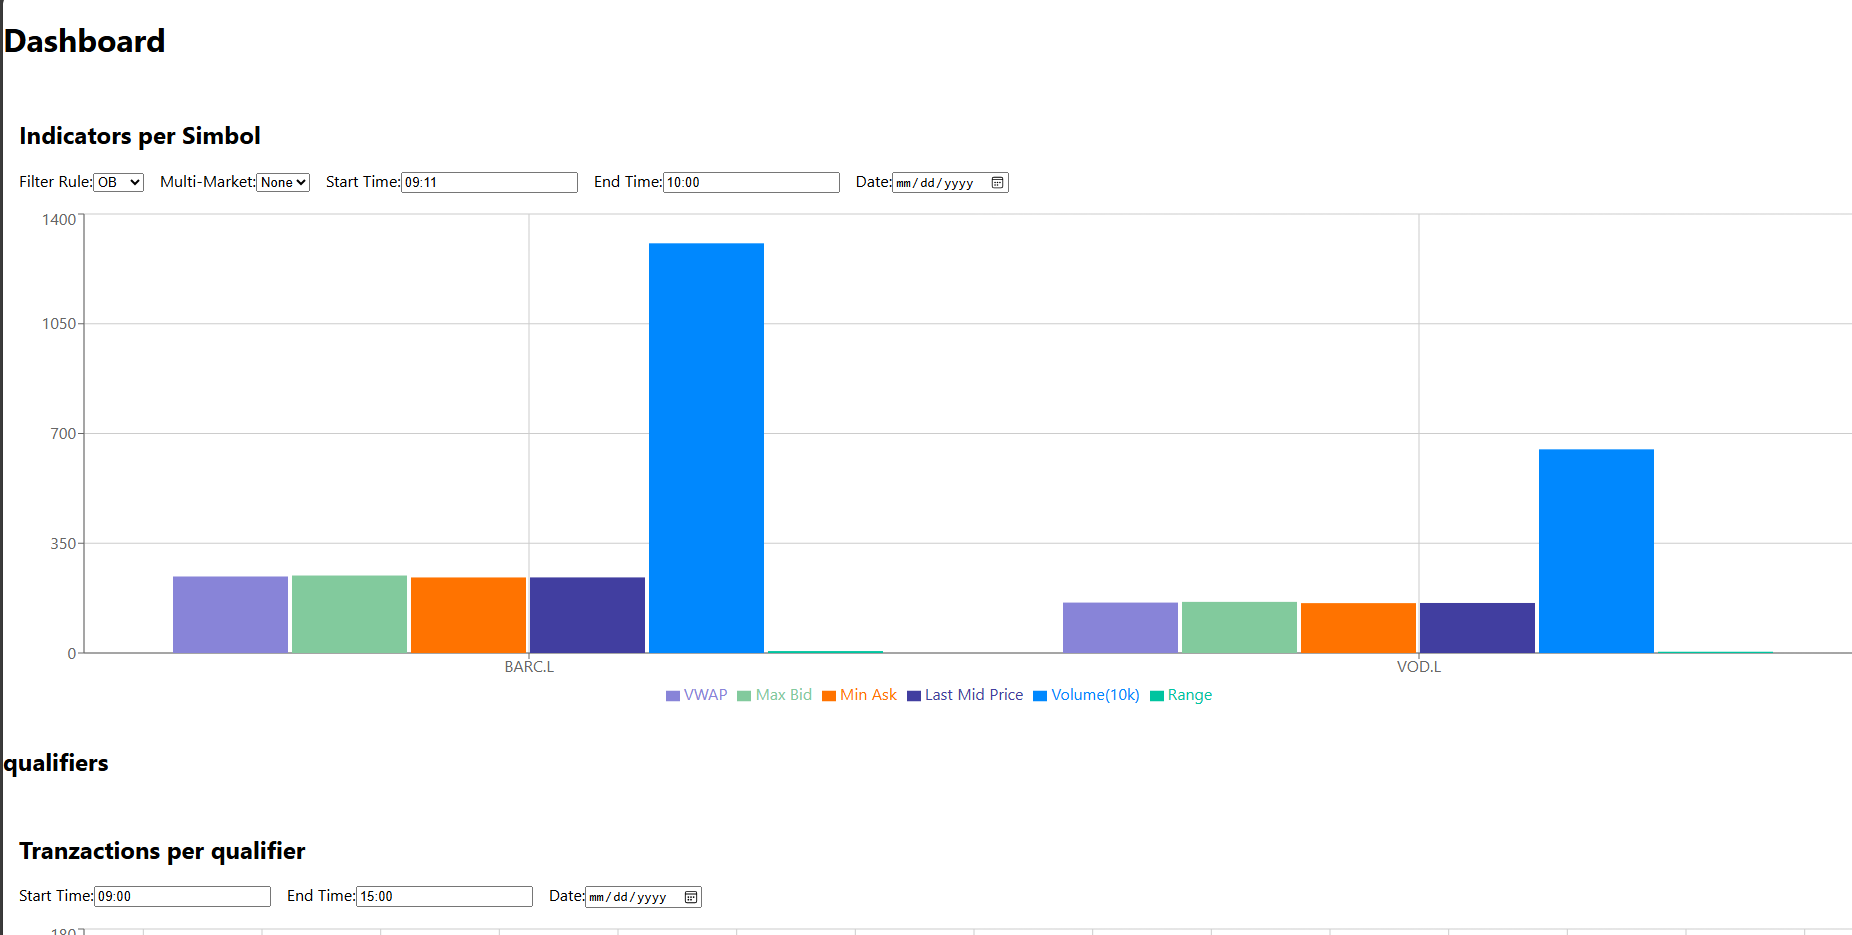 Dashboard
Indicators per Simbol
Filter Rule: OB Multi-Market: None Start Time: 09:11 End Time: 10:00 Date: mm/dd/yyyy
1400
1050
700
350
0
BARC.L VOD.L
VWAP Max Bid Min Ask Last Mid Price Volume(10k) Range
qualifiers
Tranzactions per qualifier
Start Time: 09:00 End Time: 15:00 Date: mm/dd/yyyy
180